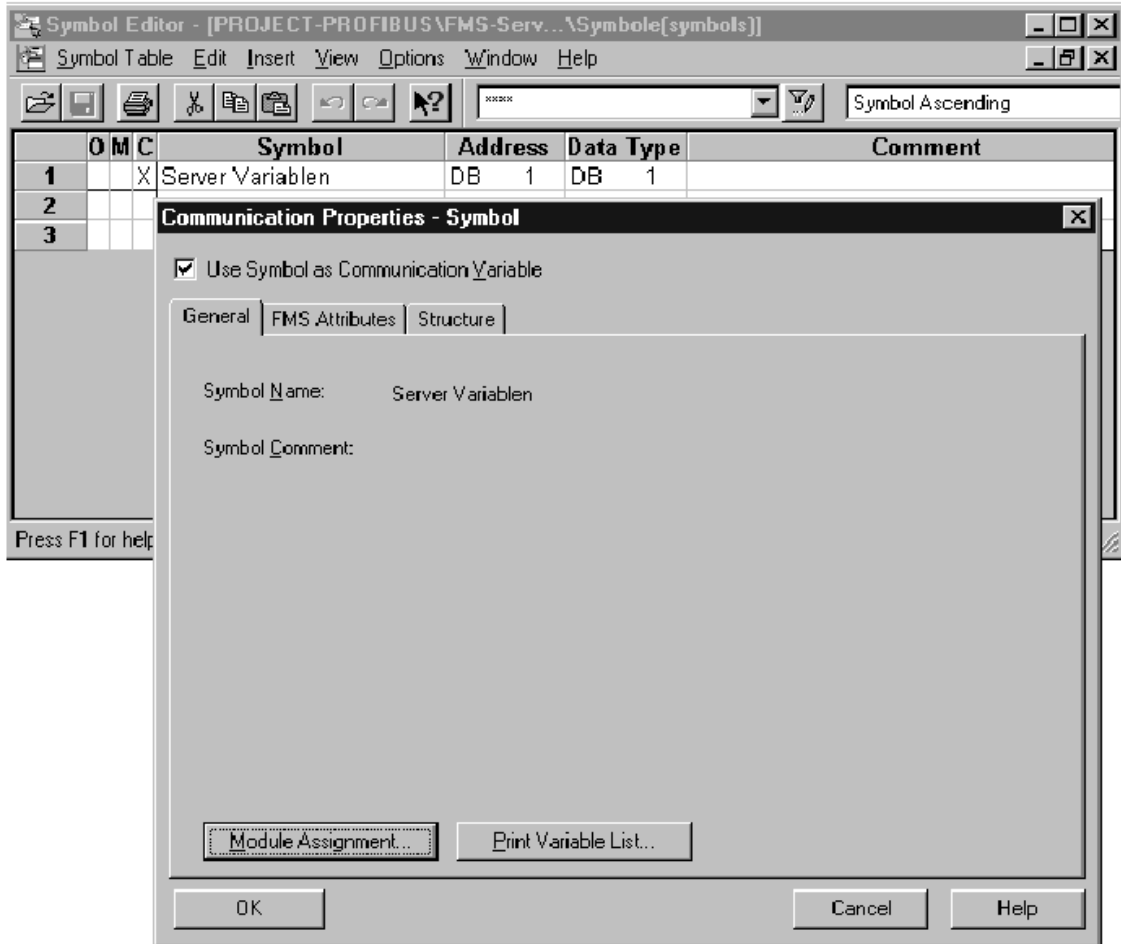 Symbol Editor - [PROJECT-PROFIBUS\FMS-Serv...\Symbole(symbols)]
Symbol Table Edit Insert View Options Window Help
**** Symbol Ascending
O M C Symbol Address Data Type Comment
1 X Server Variablen DB 1 DB 1
2
3
Communication Properties - Symbol
Use Symbol as Communication Variable
General FMS Attributes Structure
Symbol Name: Server Variablen
Symbol Comment:
Press F1 for help
Module Assignment... Print Variable List...
OK Cancel Help